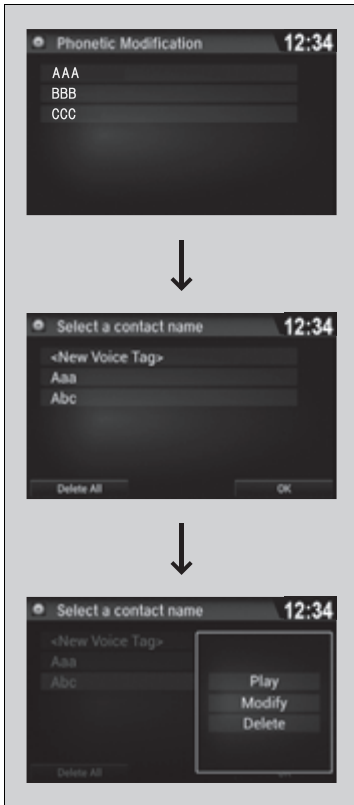 Phonetic Modification 12:34
AAA
BBB
CCC
Select a contact name 12:34
<New Voice Tag>
Aaa
Abc
Delete All OK
Select a contact name 12:34
<New Voice Tag>
Aaa
Abc
Play
Modify
Delete
Delete All